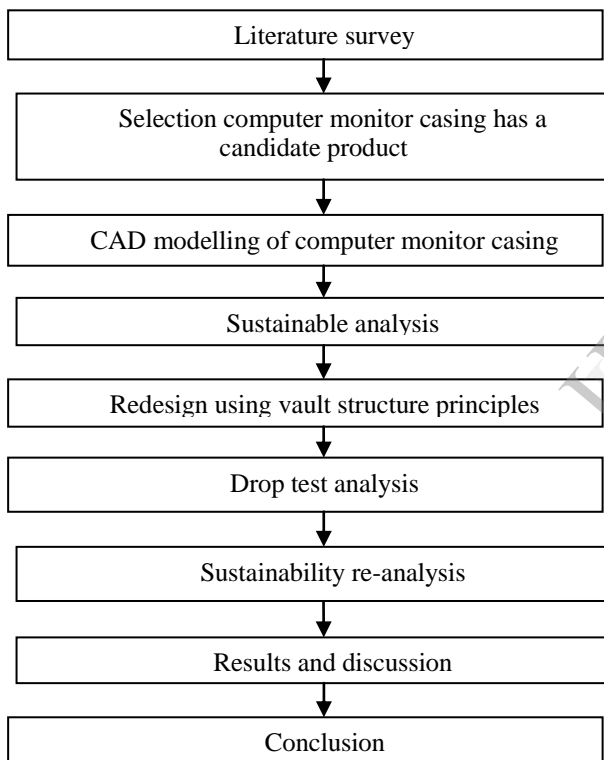 Literature survey
Selection computer monitor casing has a
candidate product
CAD modelling of computer monitor casing
Sustainable analysis
Redesign using vault structure principles
Drop test analysis
Sustainability re-analysis
Results and discussion
Conclusion